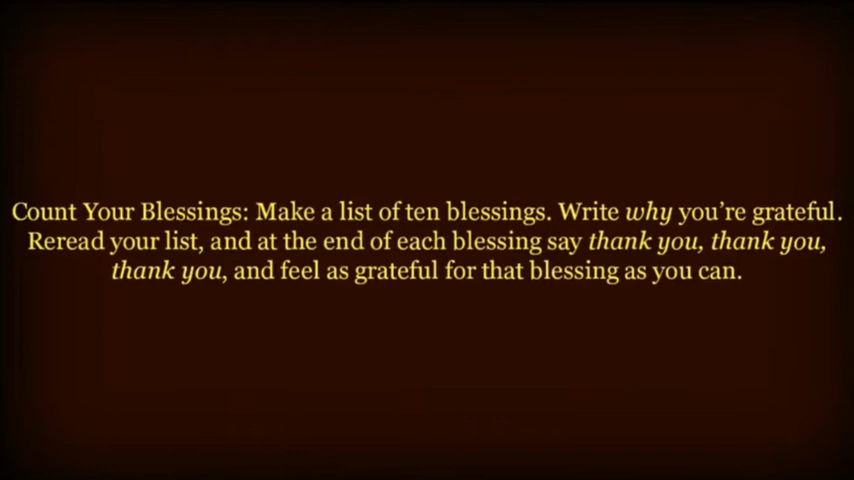 Count Your Blessings: Make a list of ten blessings. Write why you’re grateful.
Reread your list, and at the end of each blessing say thank you, thank you,
thank you, and feel as grateful for that blessing as you can.